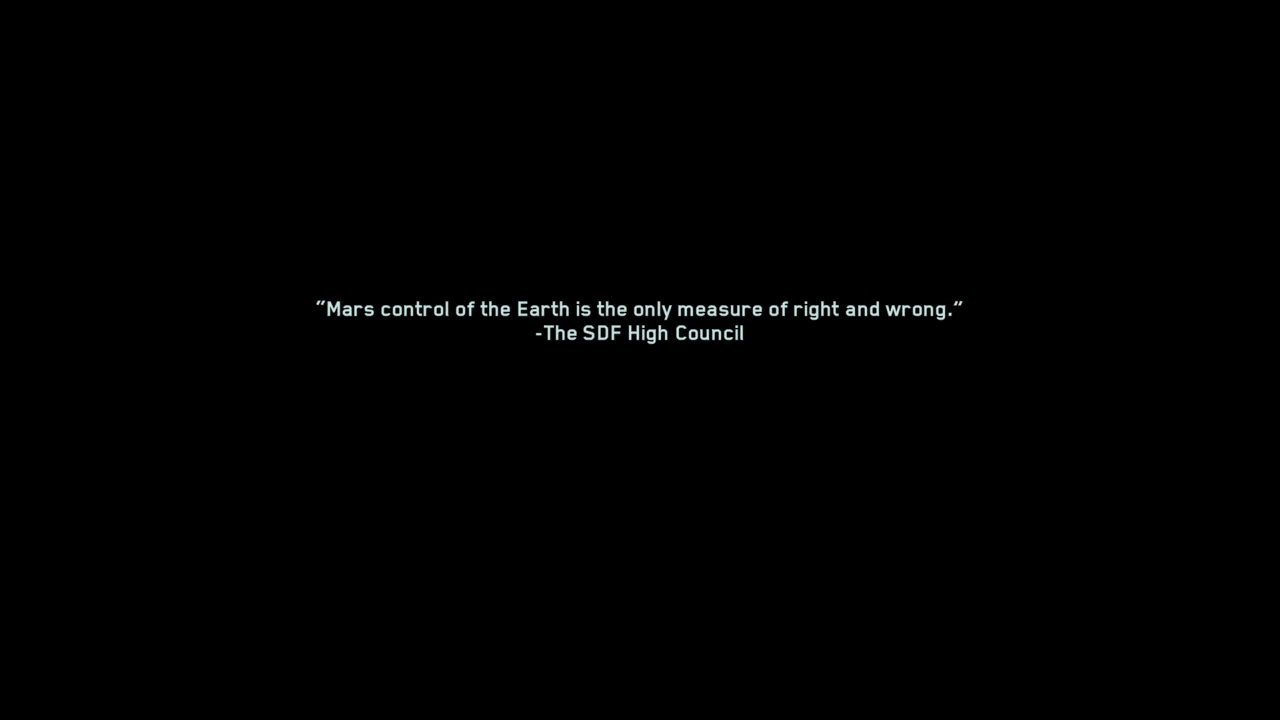 "Mars control of the Earth is the only measure of right and wrong."
-The SDF High Council